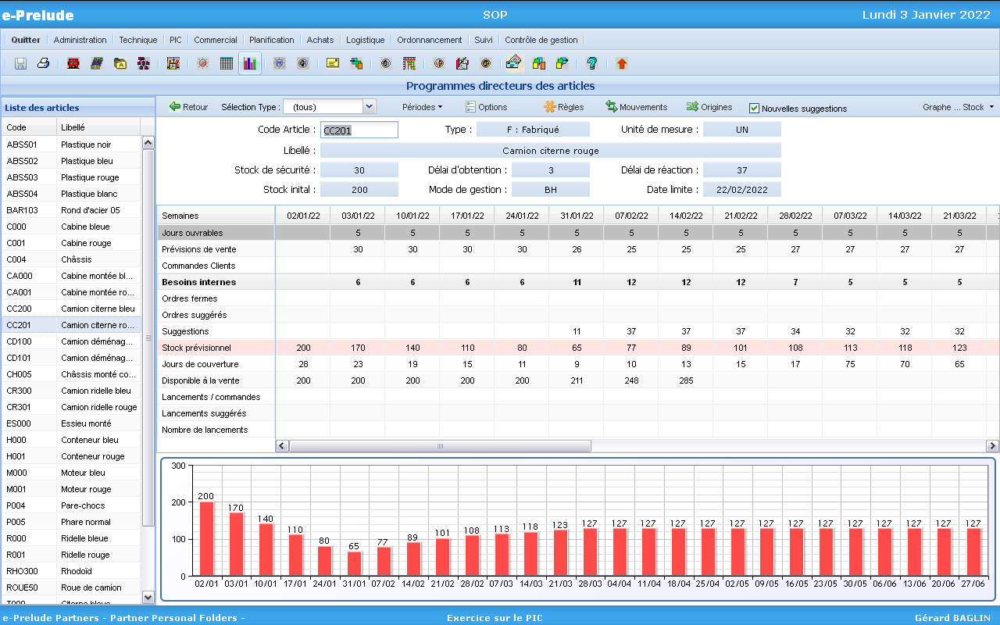 e-Prelude SOP Lundi 3 Janvier 2022
Quitter Administration Technique PIC Commercial Planification Achats Logistique Ordonnancement Suivi Contrôle de gestion
Programmes directeurs des articles
Liste des articles
Retour Sélection Type : (tous) Périodes Options Règles Mouvements Origines Nouvelles suggestions Graphe ... Stock
Code Libellé
ABS501 Plastique noir
ABS502 Plastique bleu
ABS503 Plastique rouge
ABS504 Plastique blanc
BAR103 Rond d'acier 05
C000 Cabine bleue
C001 Cabine rouge
C004 Châssis
CA000 Cabine montée bl...
CA001 Cabine montée ro...
CC200 Camion citerne bleu
CC201 Camion citerne ro...
CD100 Camion déménag...
CD101 Camion déménag...
CH005 Châssis monté co...
CR300 Camion ridelle bleu
CR301 Camion ridelle rouge
ES000 Essieu monté
H000 Conteneur bleu
H001 Conteneur rouge
M000 Moteur bleu
M001 Moteur rouge
P004 Pare-chocs
P005 Phare normal
R000 Ridelle bleue
R001 Ridelle rouge
RHO300 Rhodoïd
ROUE50 Roue de camion
T000 Citerne bleue
Code Article : CC201 Type : F : Fabriqué Unité de mesure : UN
Libellé : Camion citerne rouge
Stock de sécurité : 30 Délai d'obtention : 3 Délai de réaction : 37
Stock inital : 200 Mode de gestion : BH Date limite : 22/02/2022
Semaines 02/01/22 03/01/22 10/01/22 17/01/22 24/01/22 31/01/22 07/02/22 14/02/22 21/02/22 28/02/22 07/03/22 14/03/22 21/03/22
Jours ouvrables 5 5 5 5 5 5 5 5 5 5 5 5
Prévisions de vente 30 30 30 30 26 25 25 25 27 27 27 27
Commandes Clients
Besoins internes 6 6 6 6 11 12 12 12 7 5 5 5
Ordres fermes
Ordres suggérés
Suggestions 11 37 37 37 34 32 32 32
Stock prévisionnel 200 170 140 110 80 65 77 89 101 108 113 118 123
Jours de couverture 28 23 19 15 11 9 10 13 15 17 75 70 65
Disponible à la vente 200 200 200 200 200 211 248 285
Lancements / commandes
Lancements suggérés
Nombre de lancements
300
200
100
0
200 170 140 110 80 65 77 89 101 108 113 118 123 127 127 127 127 127 127 127 127 127 127 127 127 127 127
02/01 03/01 10/01 17/01 24/01 31/01 07/02 14/02 21/02 28/02 07/03 14/03 21/03 28/03 04/04 11/04 18/04 25/04 02/05 09/05 16/05 23/05 30/05 06/06 13/06 20/06 27/06
e-Prelude Partners - Partner Personal Folders - Exercice sur le PIC Gérard BAGLIN